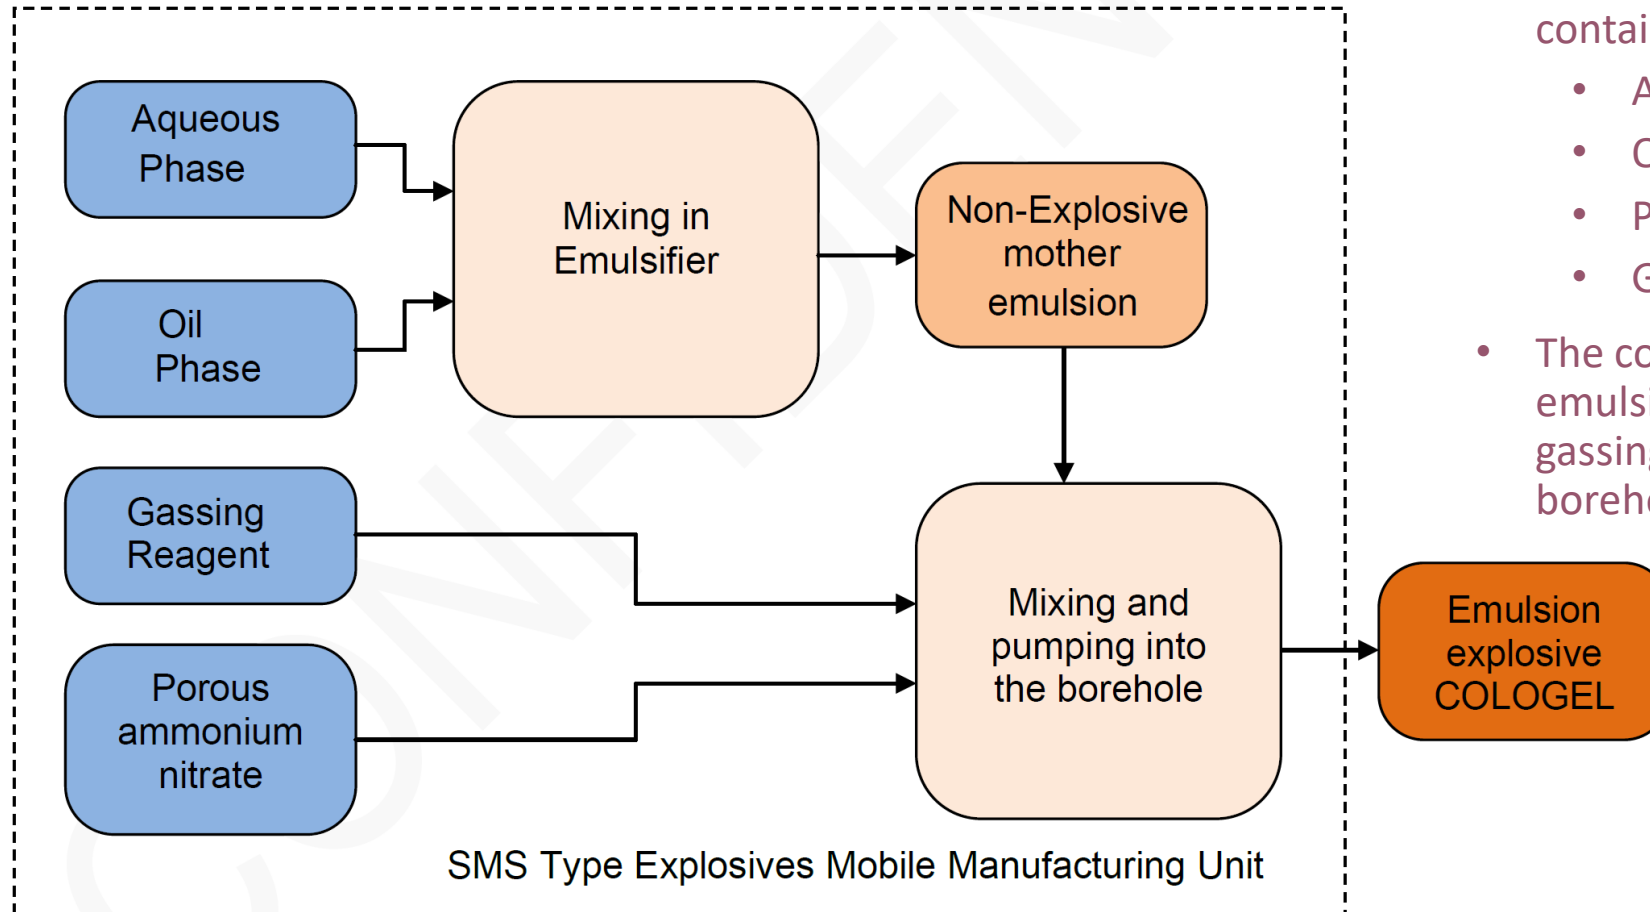 Aqueous
Phase
Oil
Phase
Gassing
Reagent
Porous
ammonium
nitrate
Mixing in
Emulsifier
Non-Explosive
mother
emulsion
Mixing and
pumping into
the borehole
Emulsion
explosive
COLOGEL
SMS Type Explosives Mobile Manufacturing Unit
•
•
•
•
• The